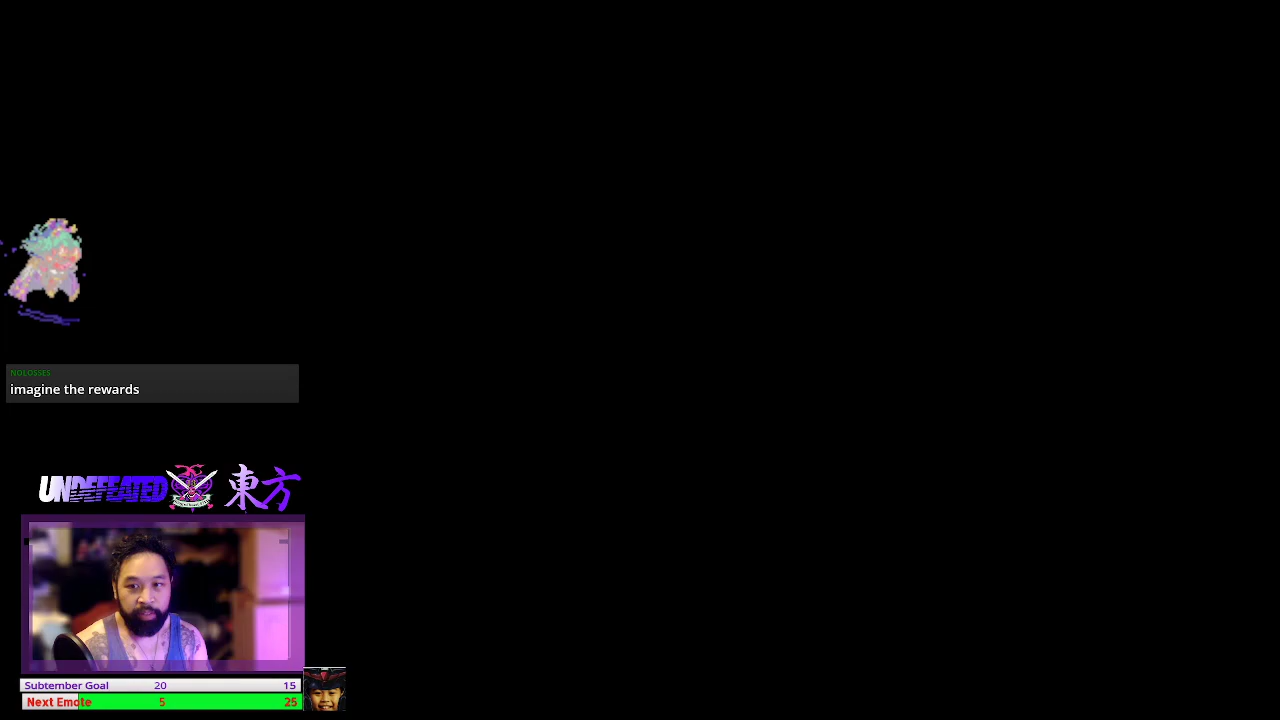 NOLOSSES
imagine the rewards
UNDEFEATED 東方
Subtember Goal 20 15
Next Emote 5 25